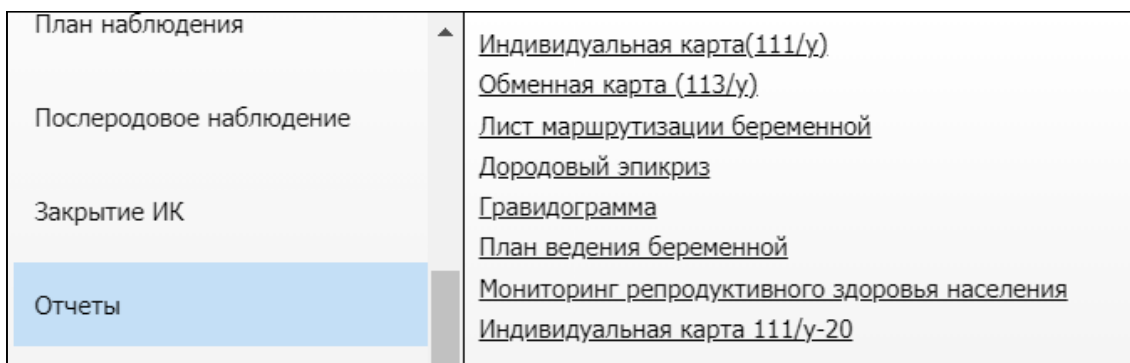 План наблюдения
Послеродовое наблюдение
Закрытие ИК
Отчеты
Индивидуальная карта(111/у)
Обменная карта (113/у)
Лист маршрутизации беременной
Дородовый эпикриз
Гравидограмма
План ведения беременной
Мониторинг репродуктивного здоровья населения
Индивидуальная карта 111/у-20